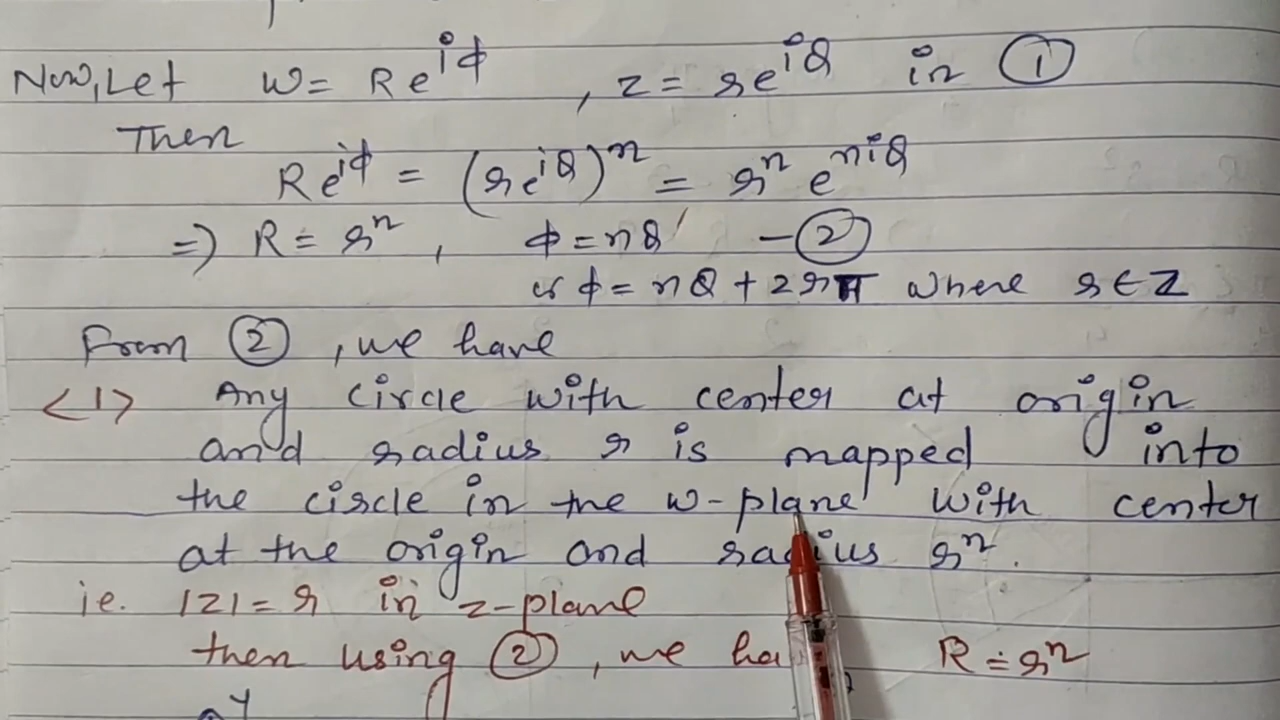 Now, Let w = Re^{iϕ} , z = re^{iθ} in ①
Then
Re^{iϕ} = (re^{iθ})^n = r^n e^{niθ}
⇒ R = r^n , ϕ = nθ - ②
or ϕ = nθ + 2rπ where r ∈ Z
From ② , we have
<1> Any circle with center at origin
and radius r is mapped into
the circle in the w-plane with center
at the origin and radius r^n.
ie. |z| = r in z-plane
then using ② , we R = r^n
y